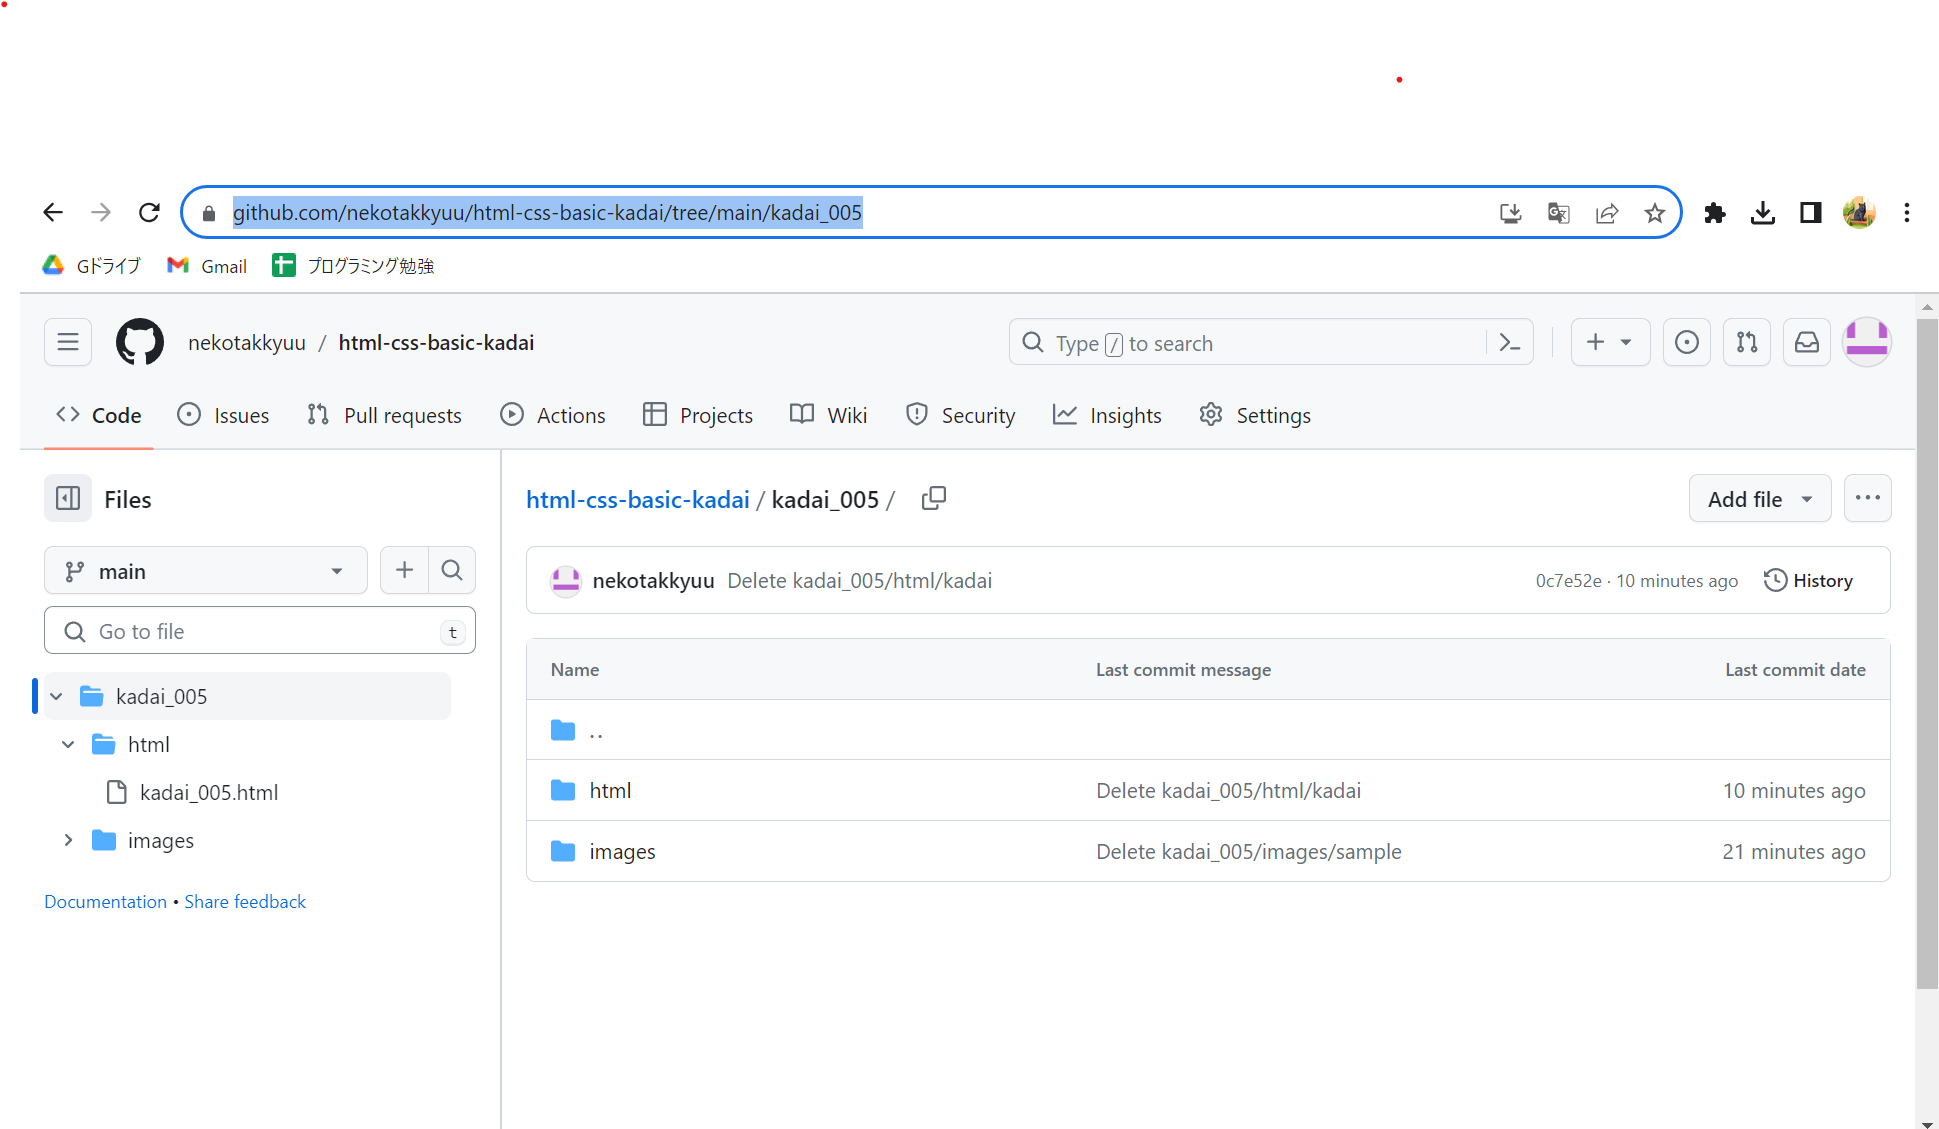 github.com/nekotakkyuu/html-css-basic-kadai/tree/main/kadai_005
Gドライブ Gmail プログラミング勉強
nekotakkyuu / html-css-basic-kadai Type / to search
Code Issues Pull requests Actions Projects Wiki Security Insights Settings
Files
html-css-basic-kadai / kadai_005 / Add file
main
nekotakkyuu Delete kadai_005/html/kadai 0c7e52e · 10 minutes ago History
Go to file t
Name Last commit message Last commit date
kadai_005
..
html
html Delete kadai_005/html/kadai 10 minutes ago
kadai_005.html
images
images Delete kadai_005/images/sample 21 minutes ago
Documentation • Share feedback